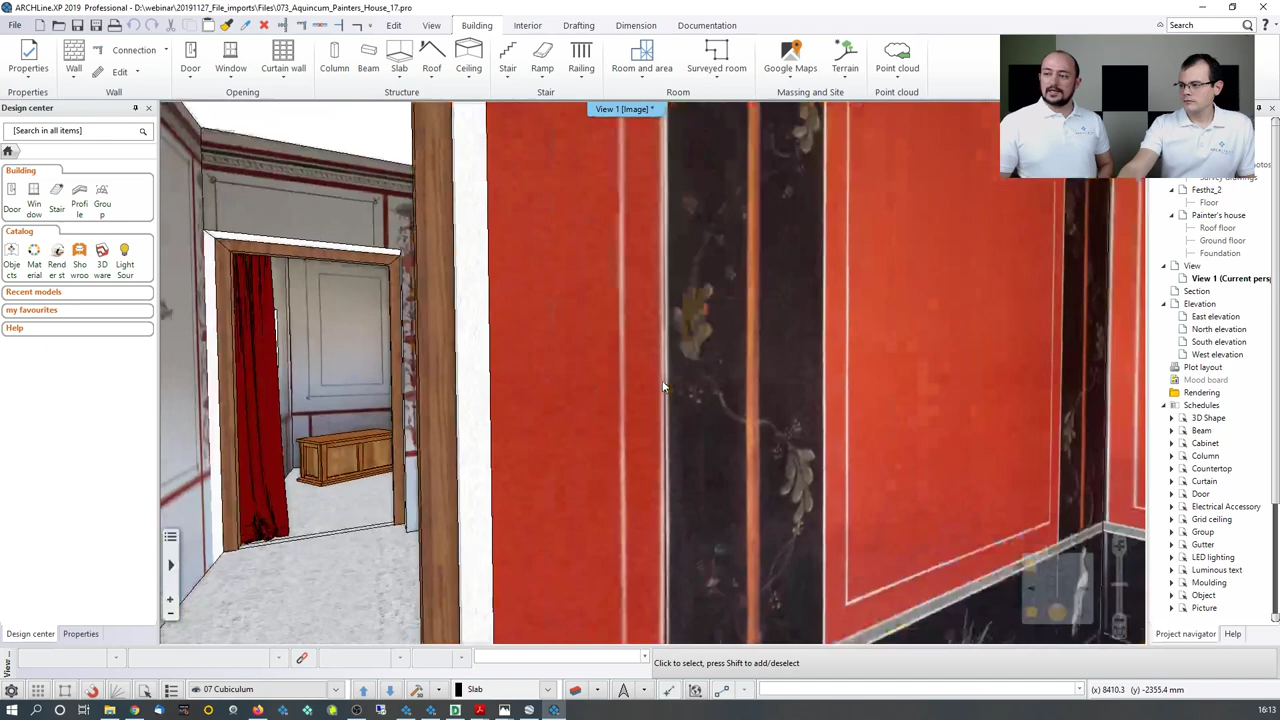 ARCHLine.XP 2019 Professional - D:\webinar\20191127_File_imports\Files\073_Aquincum_Painters_House_17.pro
File Edit View Building Interior Drafting Dimension Documentation Search
Properties Wall Connection Edit Door Window Curtain wall Column Beam Slab Roof Ceiling Stair Ramp Railing Room and area Surveyed room Google Maps Terrain Point cloud
Properties Wall Opening Structure Stair Room Massing and Site Point cloud
Design center
View 1 [Image] *
[Search in all items]
Building
Door Window Stair Profile Group
Catalog
Objects Material Render st Showroo 3D ware Light Sour
Recent models
my favourites
Help
Survey drawings
Festhz_2
Floor
Painter's house
Roof floor
Ground floor
Foundation
View
View 1 (Current pers
Section
Elevation
East elevation
North elevation
South elevation
West elevation
Plot layout
Mood board
Rendering
Schedules
3D Shape
Beam
Cabinet
Column
Countertop
Curtain
Door
Electrical Accessory
Grid ceiling
Group
Gutter
LED lighting
Luminous text
Moulding
Object
Picture
Design center Properties
Project navigator Help
View
Click to select, press Shift to add/deselect
07 Cubiculum
Slab
(x) 8410.3 (y) -2355.4 mm
16:13